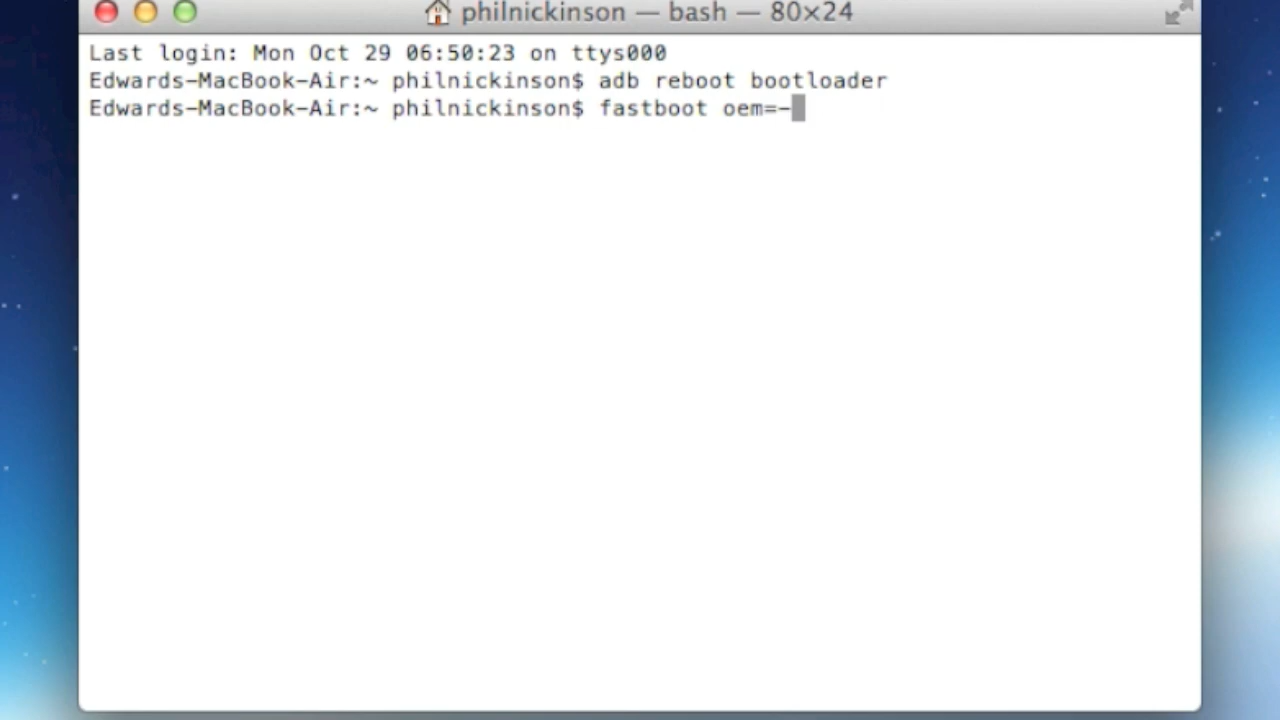 philnickinson — bash — 80×24
Last login: Mon Oct 29 06:50:23 on ttys000
Edwards-MacBook-Air:~ philnickinson$ adb reboot bootloader
Edwards-MacBook-Air:~ philnickinson$ fastboot oem=-